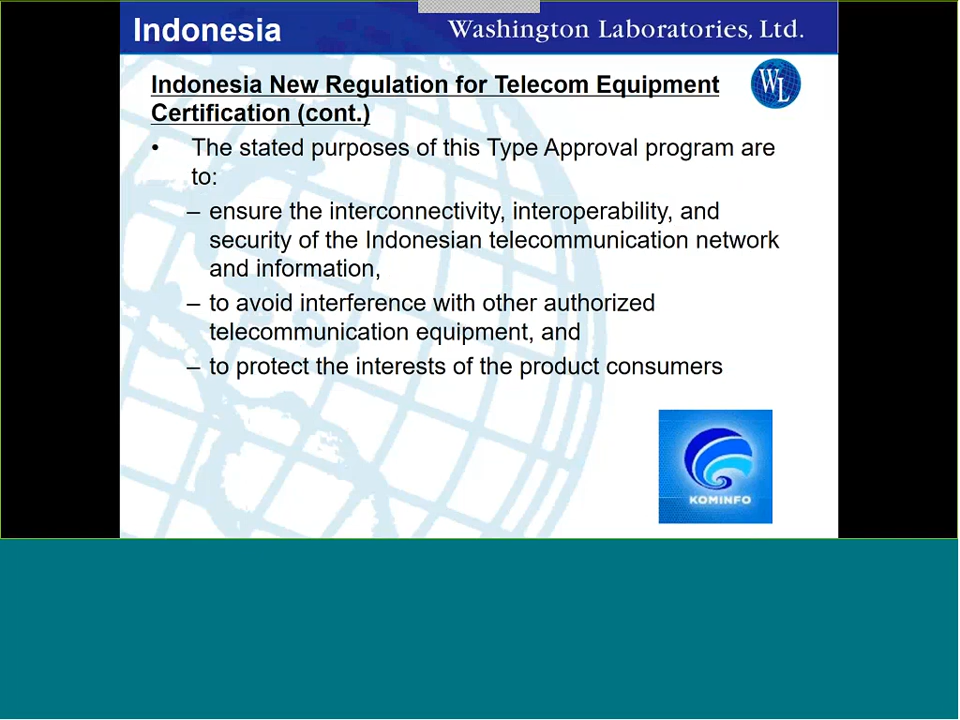 Indonesia
Washington Laboratories, Ltd.
Indonesia New Regulation for Telecom Equipment
Certification (cont.)
WL
• The stated purposes of this Type Approval program are
to:
– ensure the interconnectivity, interoperability, and
security of the Indonesian telecommunication network
and information,
– to avoid interference with other authorized
telecommunication equipment, and
– to protect the interests of the product consumers
KOMINFO